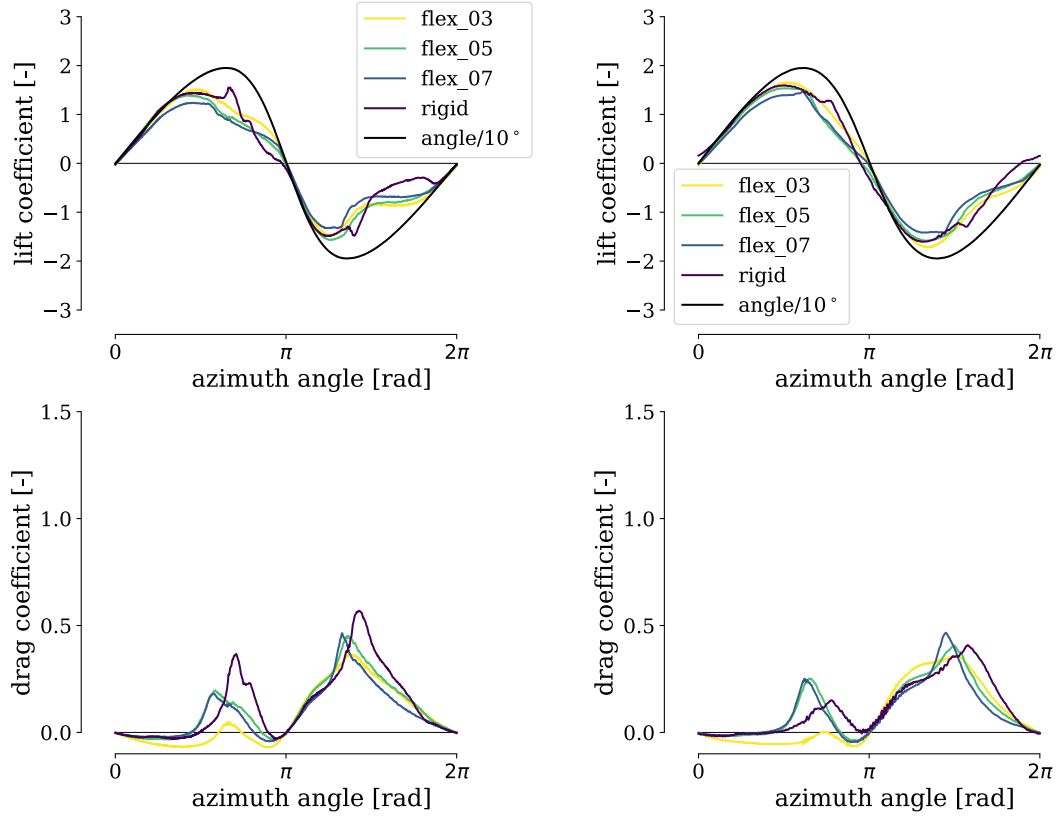 3
2
1
0
−1
−2
−3
lift coefficient [-]
0
π
2π
azimuth angle [rad]
flex_03
flex_05
flex_07
rigid
angle/10°
3
2
1
0
−1
−2
−3
lift coefficient [-]
0
π
2π
azimuth angle [rad]
flex_03
flex_05
flex_07
rigid
angle/10°
1.5
1.0
0.5
0.0
drag coefficient [-]
0
π
2π
azimuth angle [rad]
1.5
1.0
0.5
0.0
drag coefficient [-]
0
π
2π
azimuth angle [rad]